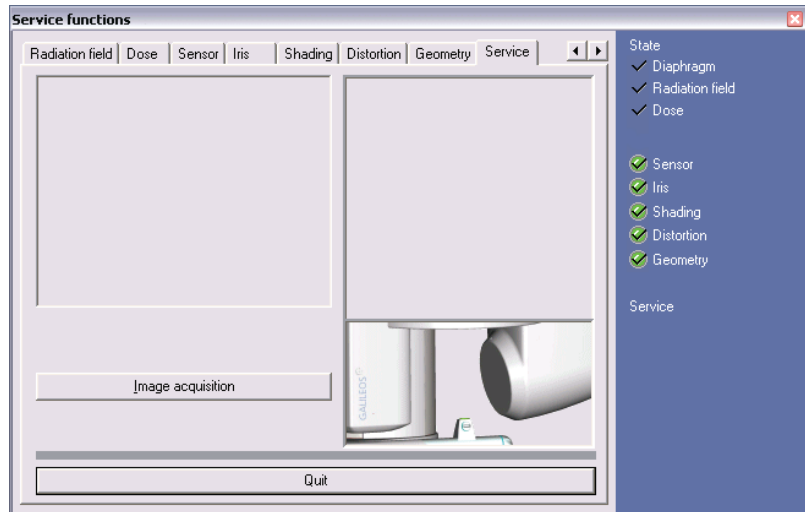 Service functions
Radiation field Dose Sensor Iris Shading Distortion Geometry Service
Image acquisition
GALILEOS
Quit
State
Diaphragm
Radiation field
Dose
Sensor
Iris
Shading
Distortion
Geometry
Service